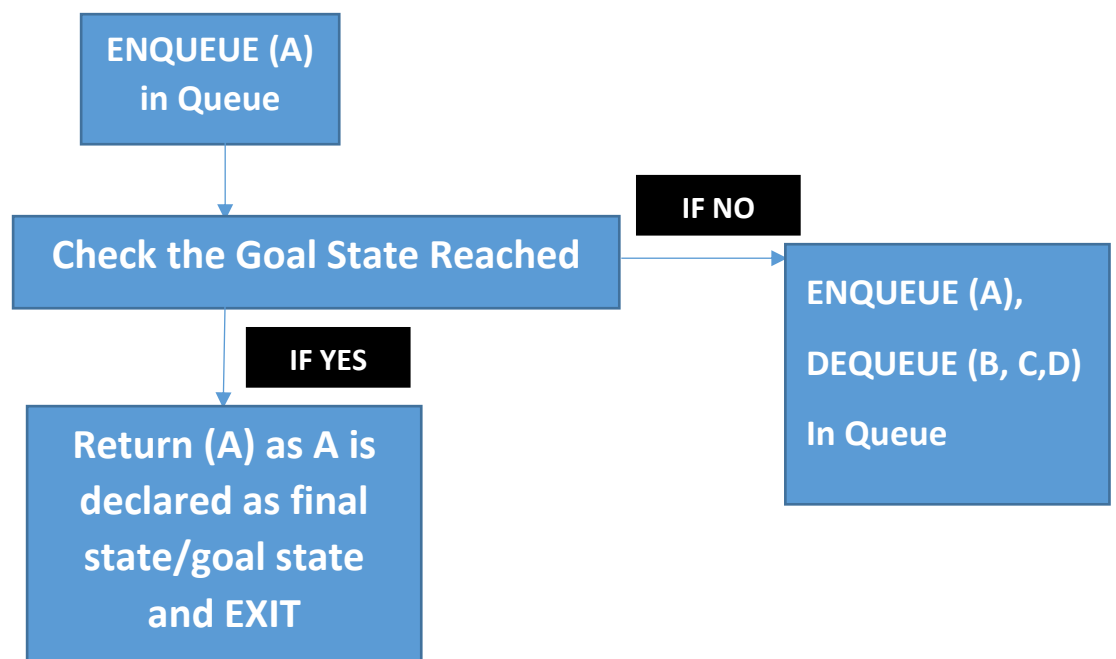 ENQUEUE (A)
in Queue
IF NO
Check the Goal State Reached
ENQUEUE (A),
DEQUEUE (B, C,D)
In Queue
IF YES
Return (A) as A is
declared as final
state/goal state
and EXIT